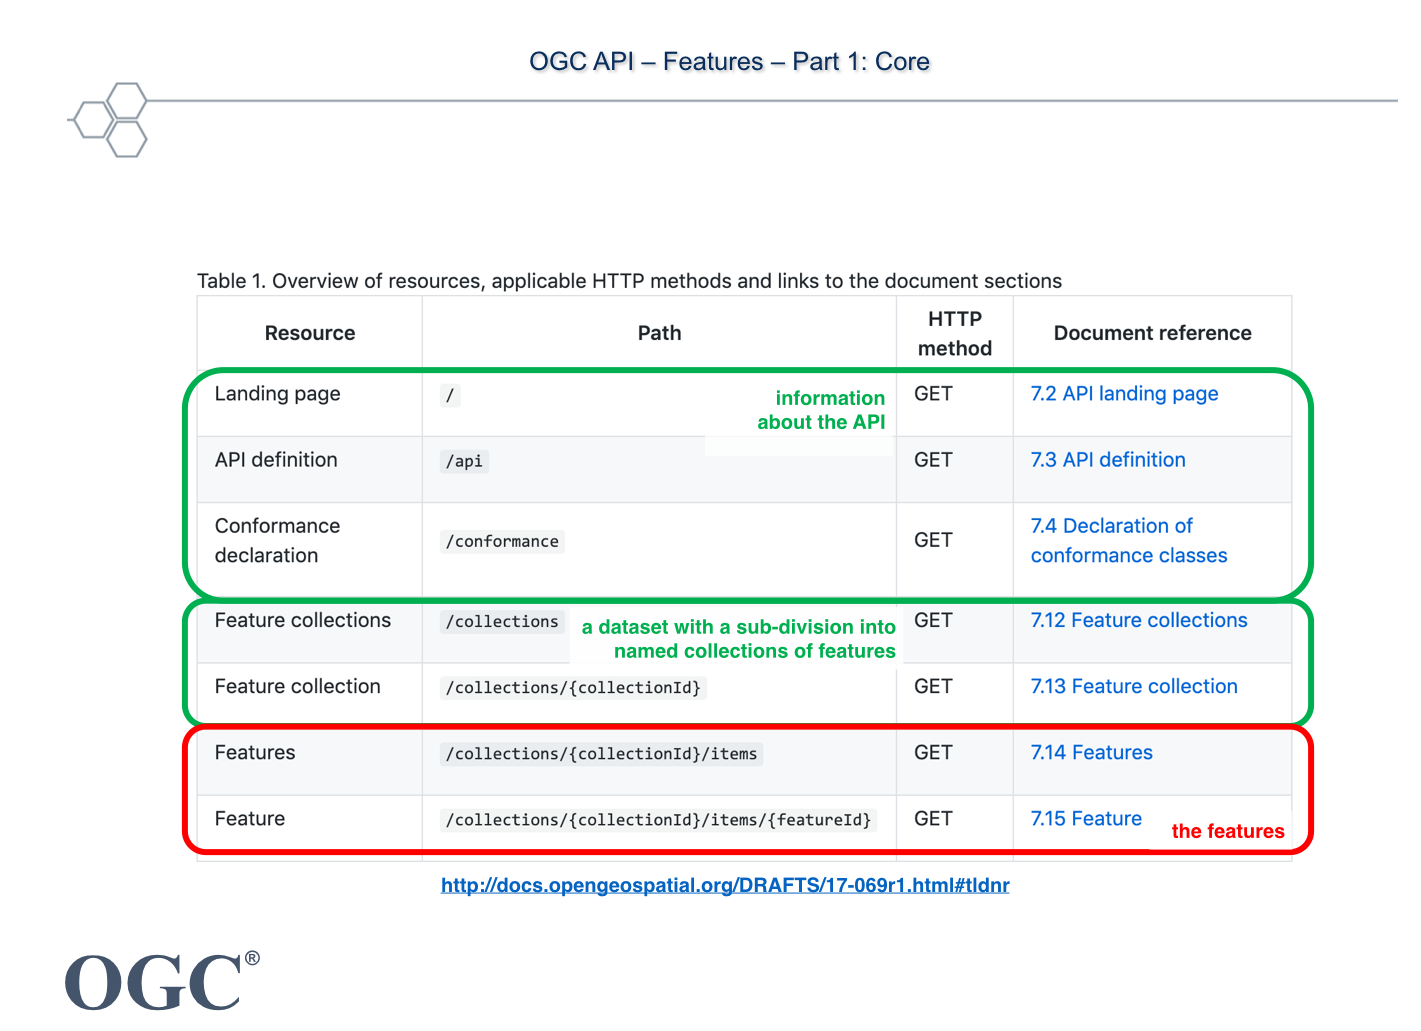 OGC API – Features – Part 1: Core
Table 1. Overview of resources, applicable HTTP methods and links to the document sections
Resource Path HTTP method Document reference
Landing page / information about the API GET 7.2 API landing page
API definition /api GET 7.3 API definition
Conformance declaration /conformance GET 7.4 Declaration of conformance classes
Feature collections /collections a dataset with a sub-division into named collections of features GET 7.12 Feature collections
Feature collection /collections/{collectionId} GET 7.13 Feature collection
Features /collections/{collectionId}/items GET 7.14 Features
Feature /collections/{collectionId}/items/{featureId} GET 7.15 Feature the features
http://docs.opengeospatial.org/DRAFTS/17-069r1.html#tldnr
OGC®